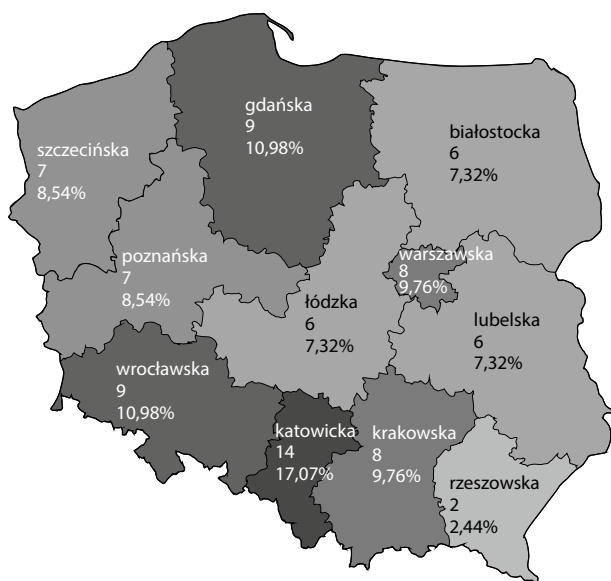 gdańska
9
10,98%
białostocka
6
7,32%
szczecińska
7
8,54%
poznańska
7
8,54%
warszawska
8
9,76%
łódzka
6
7,32%
lubelska
6
7,32%
wrocławska
9
10,98%
katowicka
14
17,07%
krakowska
8
9,76%
rzeszowska
2
2,44%